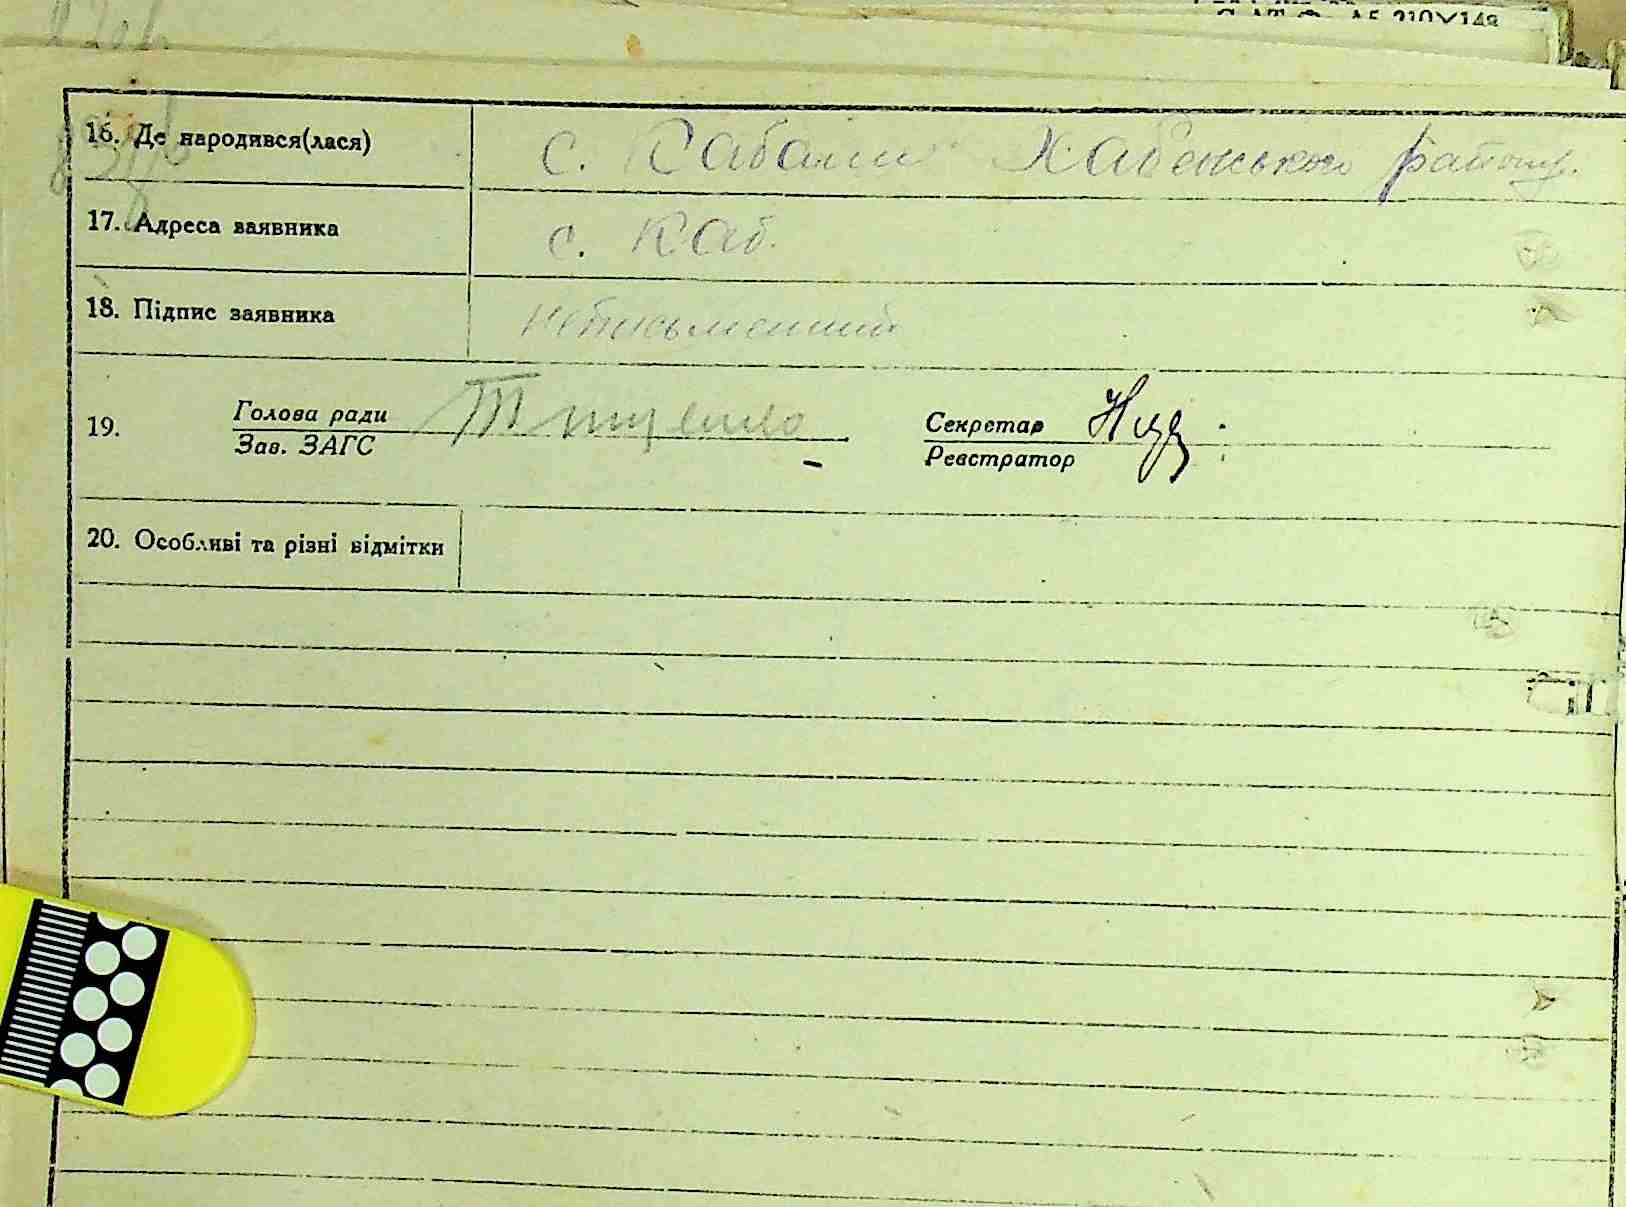 16. Де народився(лася) с. Кабани Хабенського району.
17. Адреса заявника с. Каб.
18. Підпис заявника неписьменний
19. Голова ради Секретар
Зав. ЗАГС Реєстратор
20. Особливі та різні відмітки